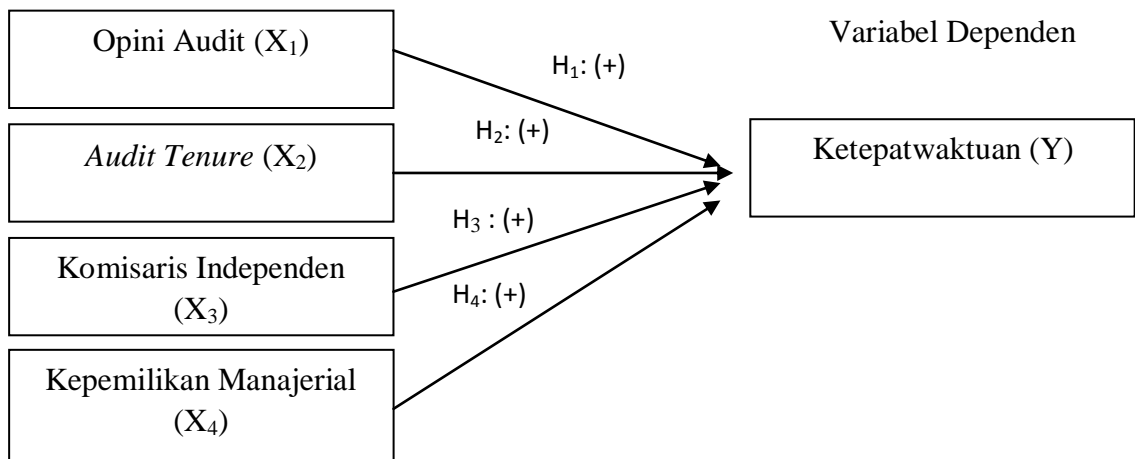 Opini Audit (X₁)
Variabel Dependen
H₁: (+)
H₂: (+)
Audit Tenure (X₂)
Ketepatwaktuan (Y)
H₃ : (+)
Komisaris Independen
(X₃)
H₄: (+)
Kepemilikan Manajerial
(X₄)